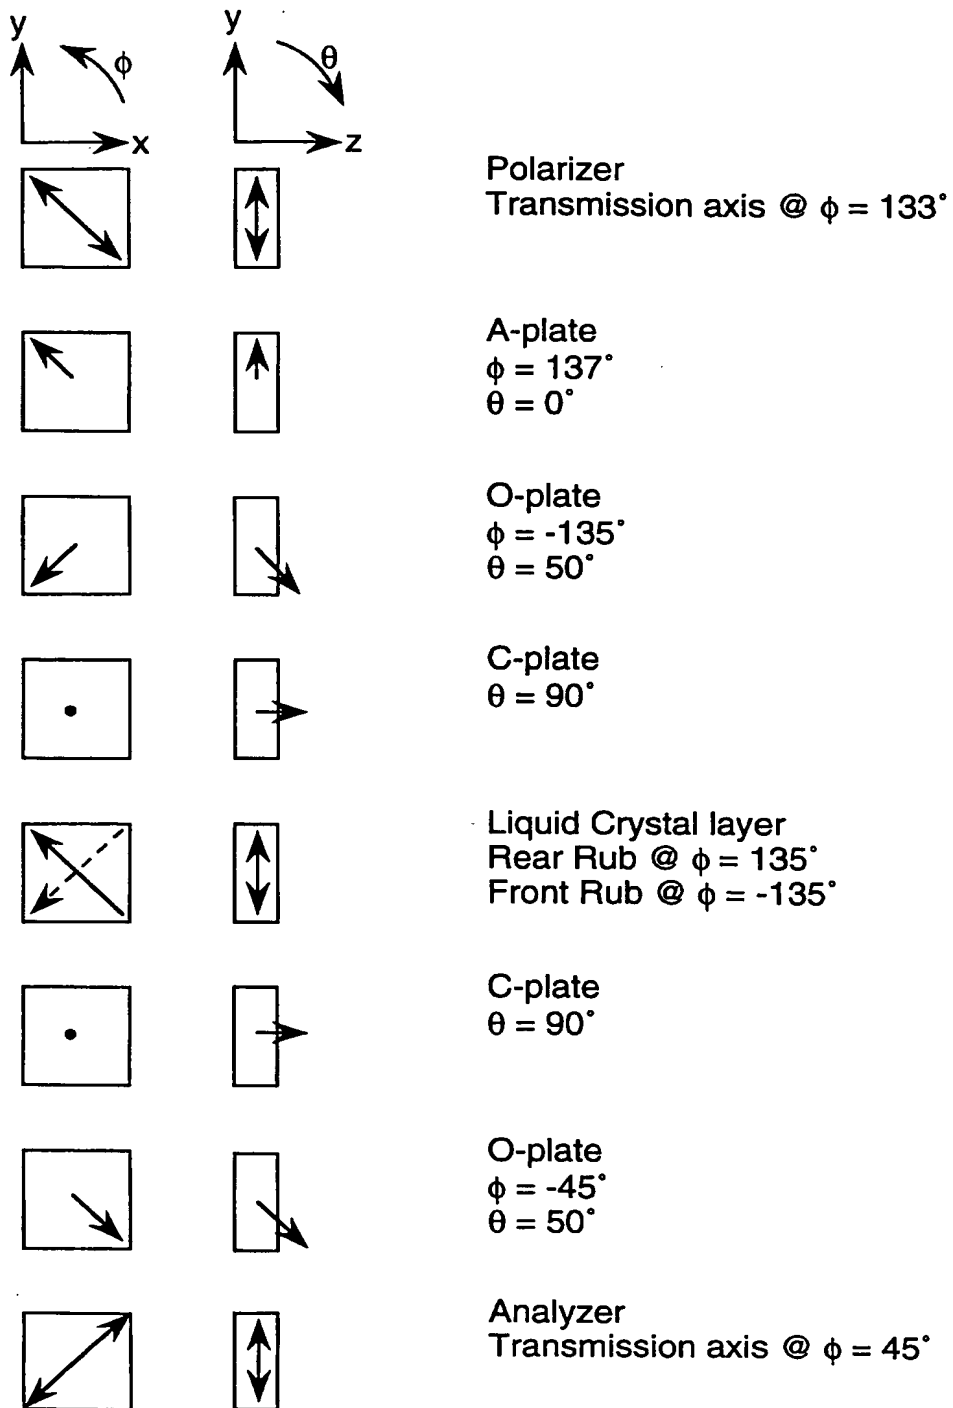 y
ϕ
x
y
θ
z
Polarizer
Transmission axis @ ϕ = 133°
A-plate
ϕ = 137°
θ = 0°
O-plate
ϕ = -135°
θ = 50°
C-plate
θ = 90°
Liquid Crystal layer
Rear Rub @ ϕ = 135°
Front Rub @ ϕ = -135°
C-plate
θ = 90°
O-plate
ϕ = -45°
θ = 50°
Analyzer
Transmission axis @ ϕ = 45°